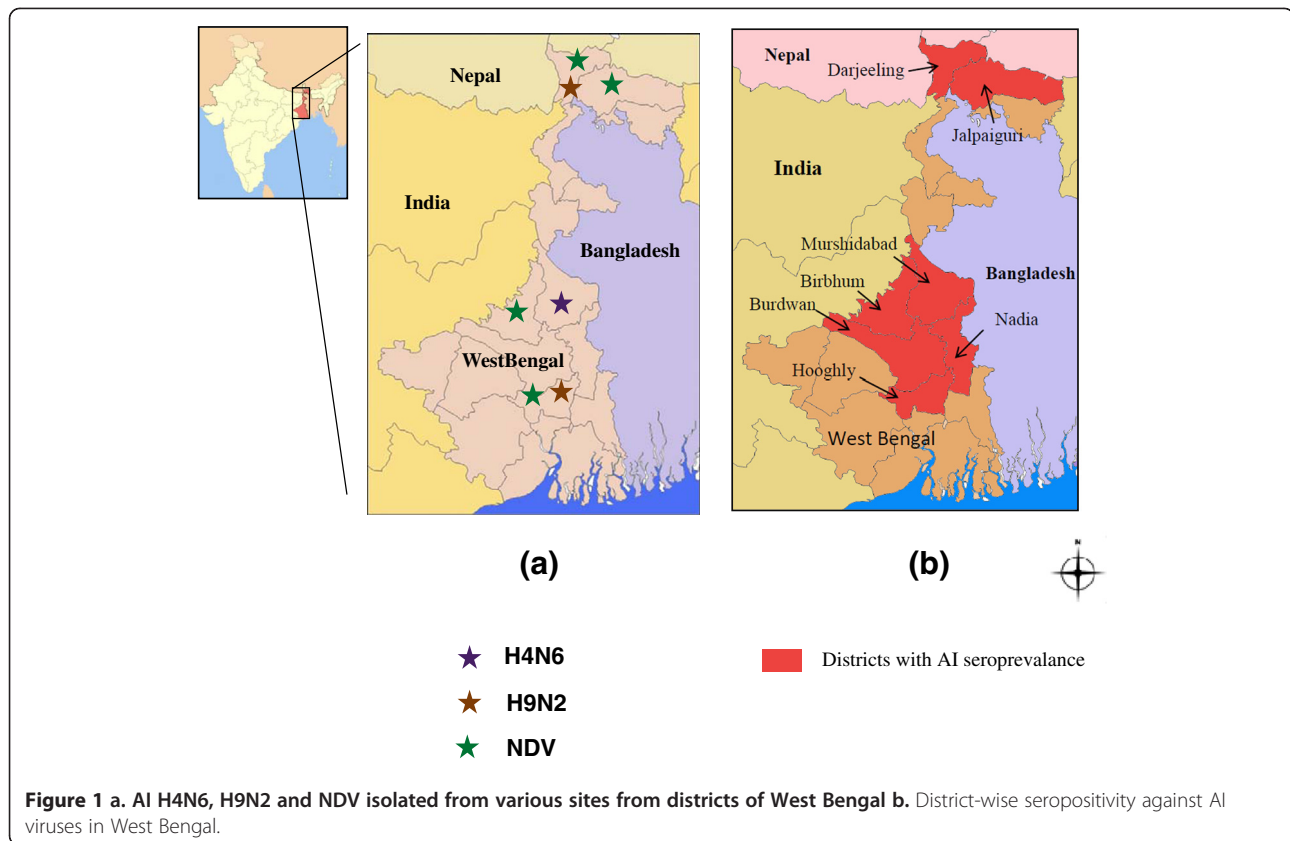 Nepal
India
Bangladesh
WestBengal
(a)
Nepal
Darjeeling
Jalpaiguri
India
Murshidabad
Bangladesh
Birbhum
Burdwan
Nadia
Hooghly
West Bengal
(b)
N
H4N6
H9N2
NDV
Districts with AI seroprevalance
Figure 1 a. AI H4N6, H9N2 and NDV isolated from various sites from districts of West Bengal b. District-wise seropositivity against AI
viruses in West Bengal.